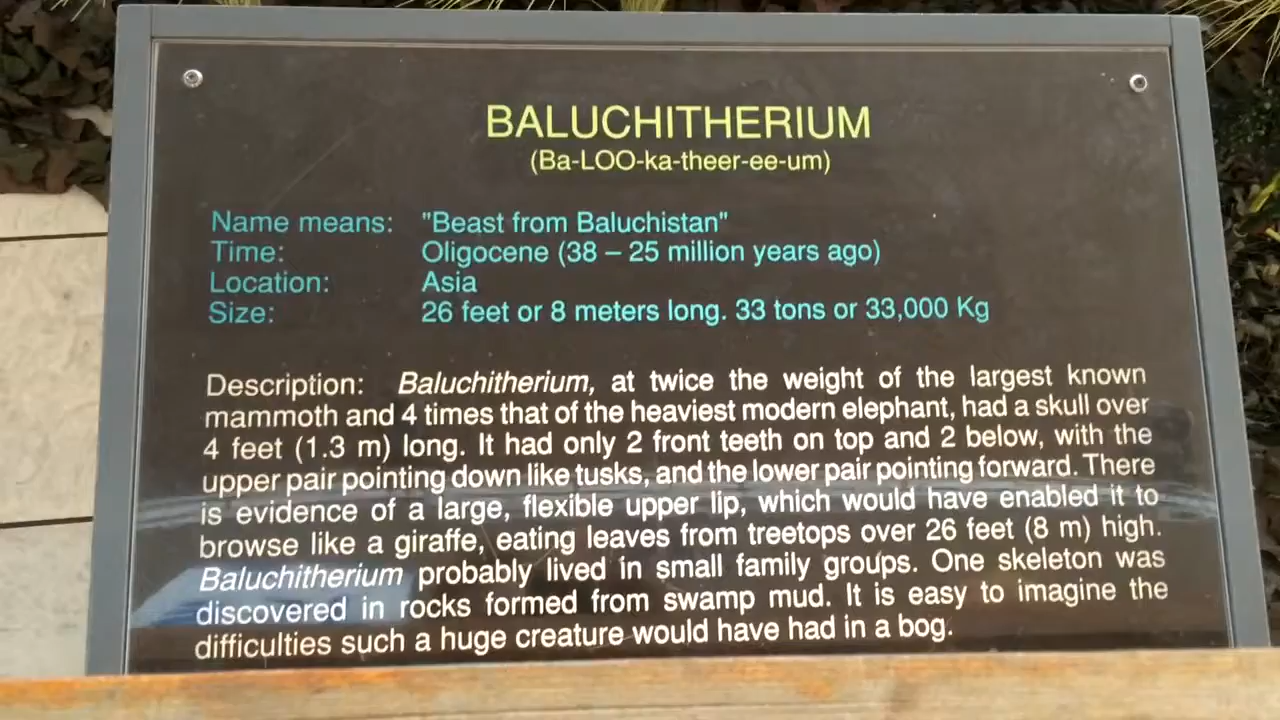 BALUCHITHERIUM
(Ba-LOO-ka-theer-ee-um)
Name means: "Beast from Baluchistan"
Time: Oligocene (38 – 25 million years ago)
Location: Asia
Size: 26 feet or 8 meters long. 33 tons or 33,000 Kg
Description: Baluchitherium, at twice the weight of the largest known
mammoth and 4 times that of the heaviest modern elephant, had a skull over
4 feet (1.3 m) long. It had only 2 front teeth on top and 2 below, with the
upper pair pointing down like tusks, and the lower pair pointing forward. There
is evidence of a large, flexible upper lip, which would have enabled it to
browse like a giraffe, eating leaves from treetops over 26 feet (8 m) high.
Baluchitherium probably lived in small family groups. One skeleton was
discovered in rocks formed from swamp mud. It is easy to imagine the
difficulties such a huge creature would have had in a bog.